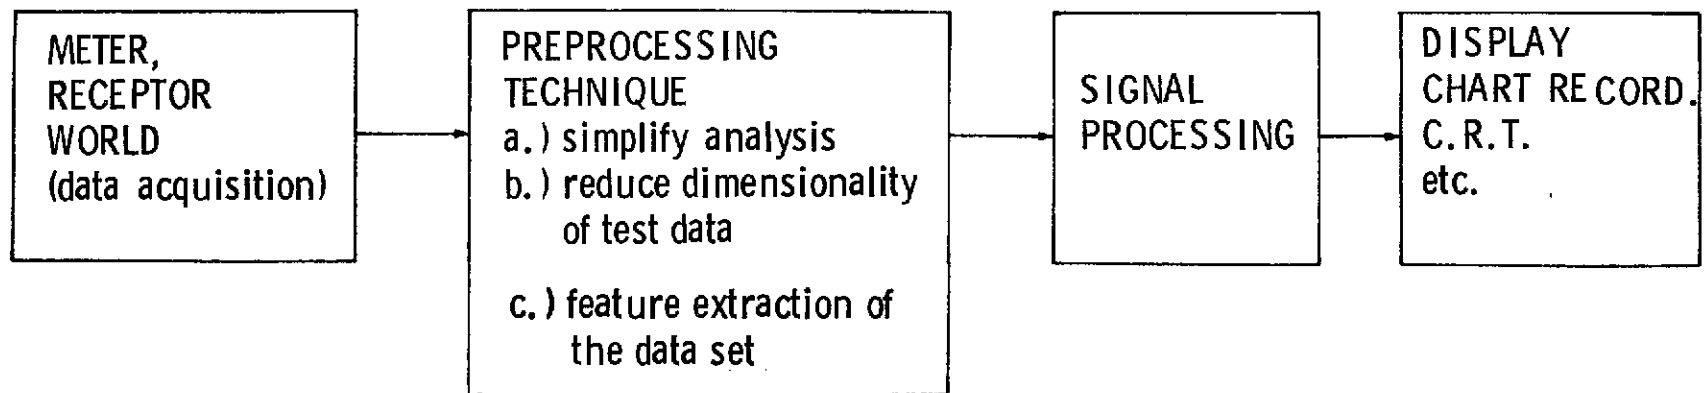 METER,
RECEPTOR
WORLD
(data acquisition)
PREPROCESSING
TECHNIQUE
a.) simplify analysis
b.) reduce dimensionality
of test data
c.) feature extraction of
the data set
SIGNAL
PROCESSING
DISPLAY
CHART RECORD.
C.R.T.
etc.